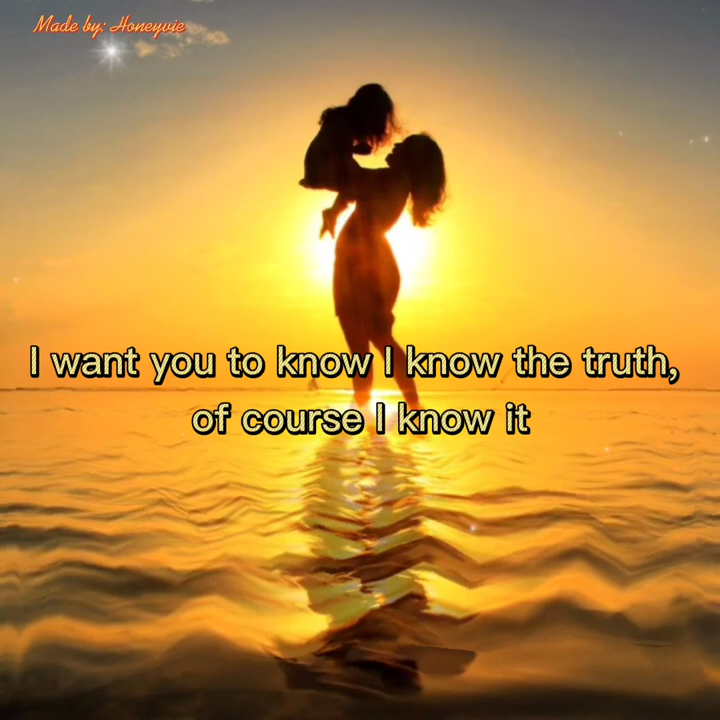 Made by: Honeyvie
I want you to know I know the truth,
of course I know it